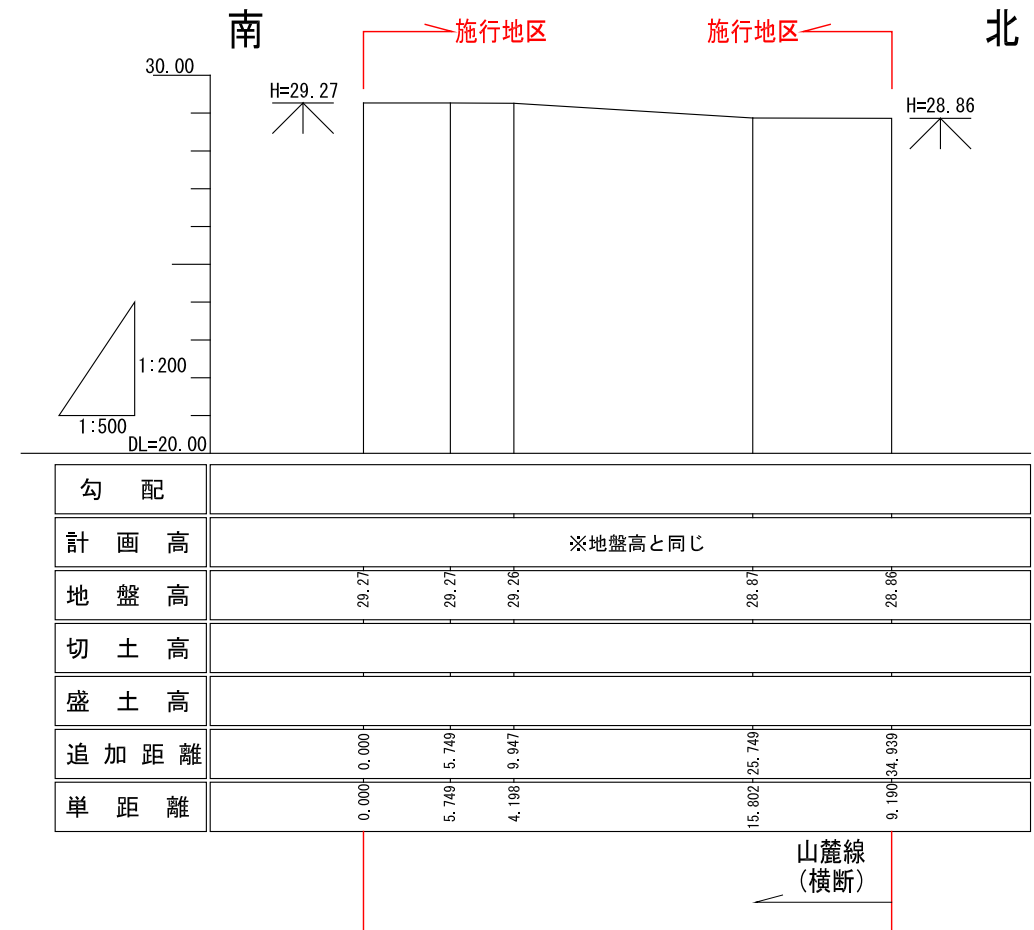 南
施行地区
施行地区
北
30.00
H=29.27
H=28.86
1:200
1:500
DL=20.00
勾配
計画高
※地盤高と同じ
地盤高
29.27
29.27
29.26
28.87
28.86
切土高
盛土高
追加距離
0.000
5.749
9.947
25.749
34.939
単距離
0.000
5.749
4.198
15.802
9.190
山麓線
(横断)